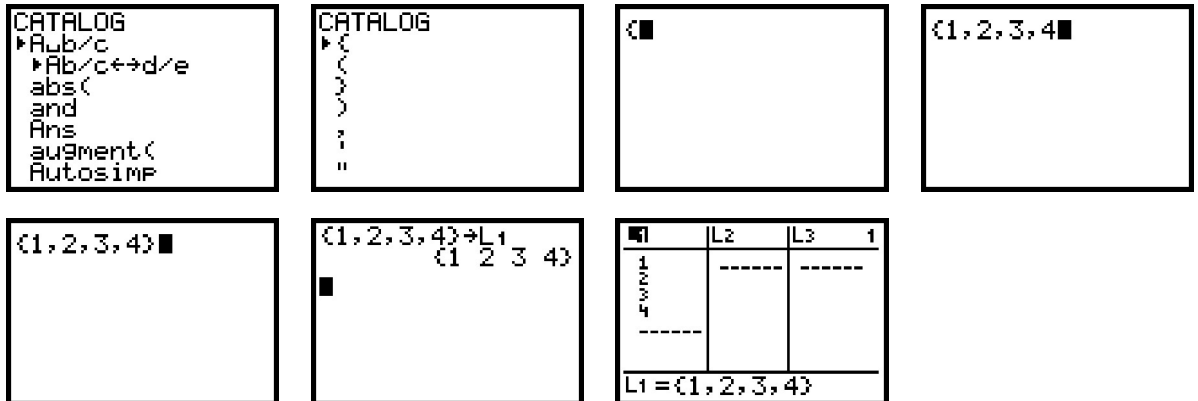 CATALOG
▶A␣b/c
▶Ab/c↔d/e
abs(
and
Ans
augment(
Autosimp
CATALOG
▶{
(
}
)
,
;
"
{
{1,2,3,4
{1,2,3,4}
{1,2,3,4}→L1
{1 2 3 4}
L1 L2 L3 1
1
2
3
4
L1={1,2,3,4}